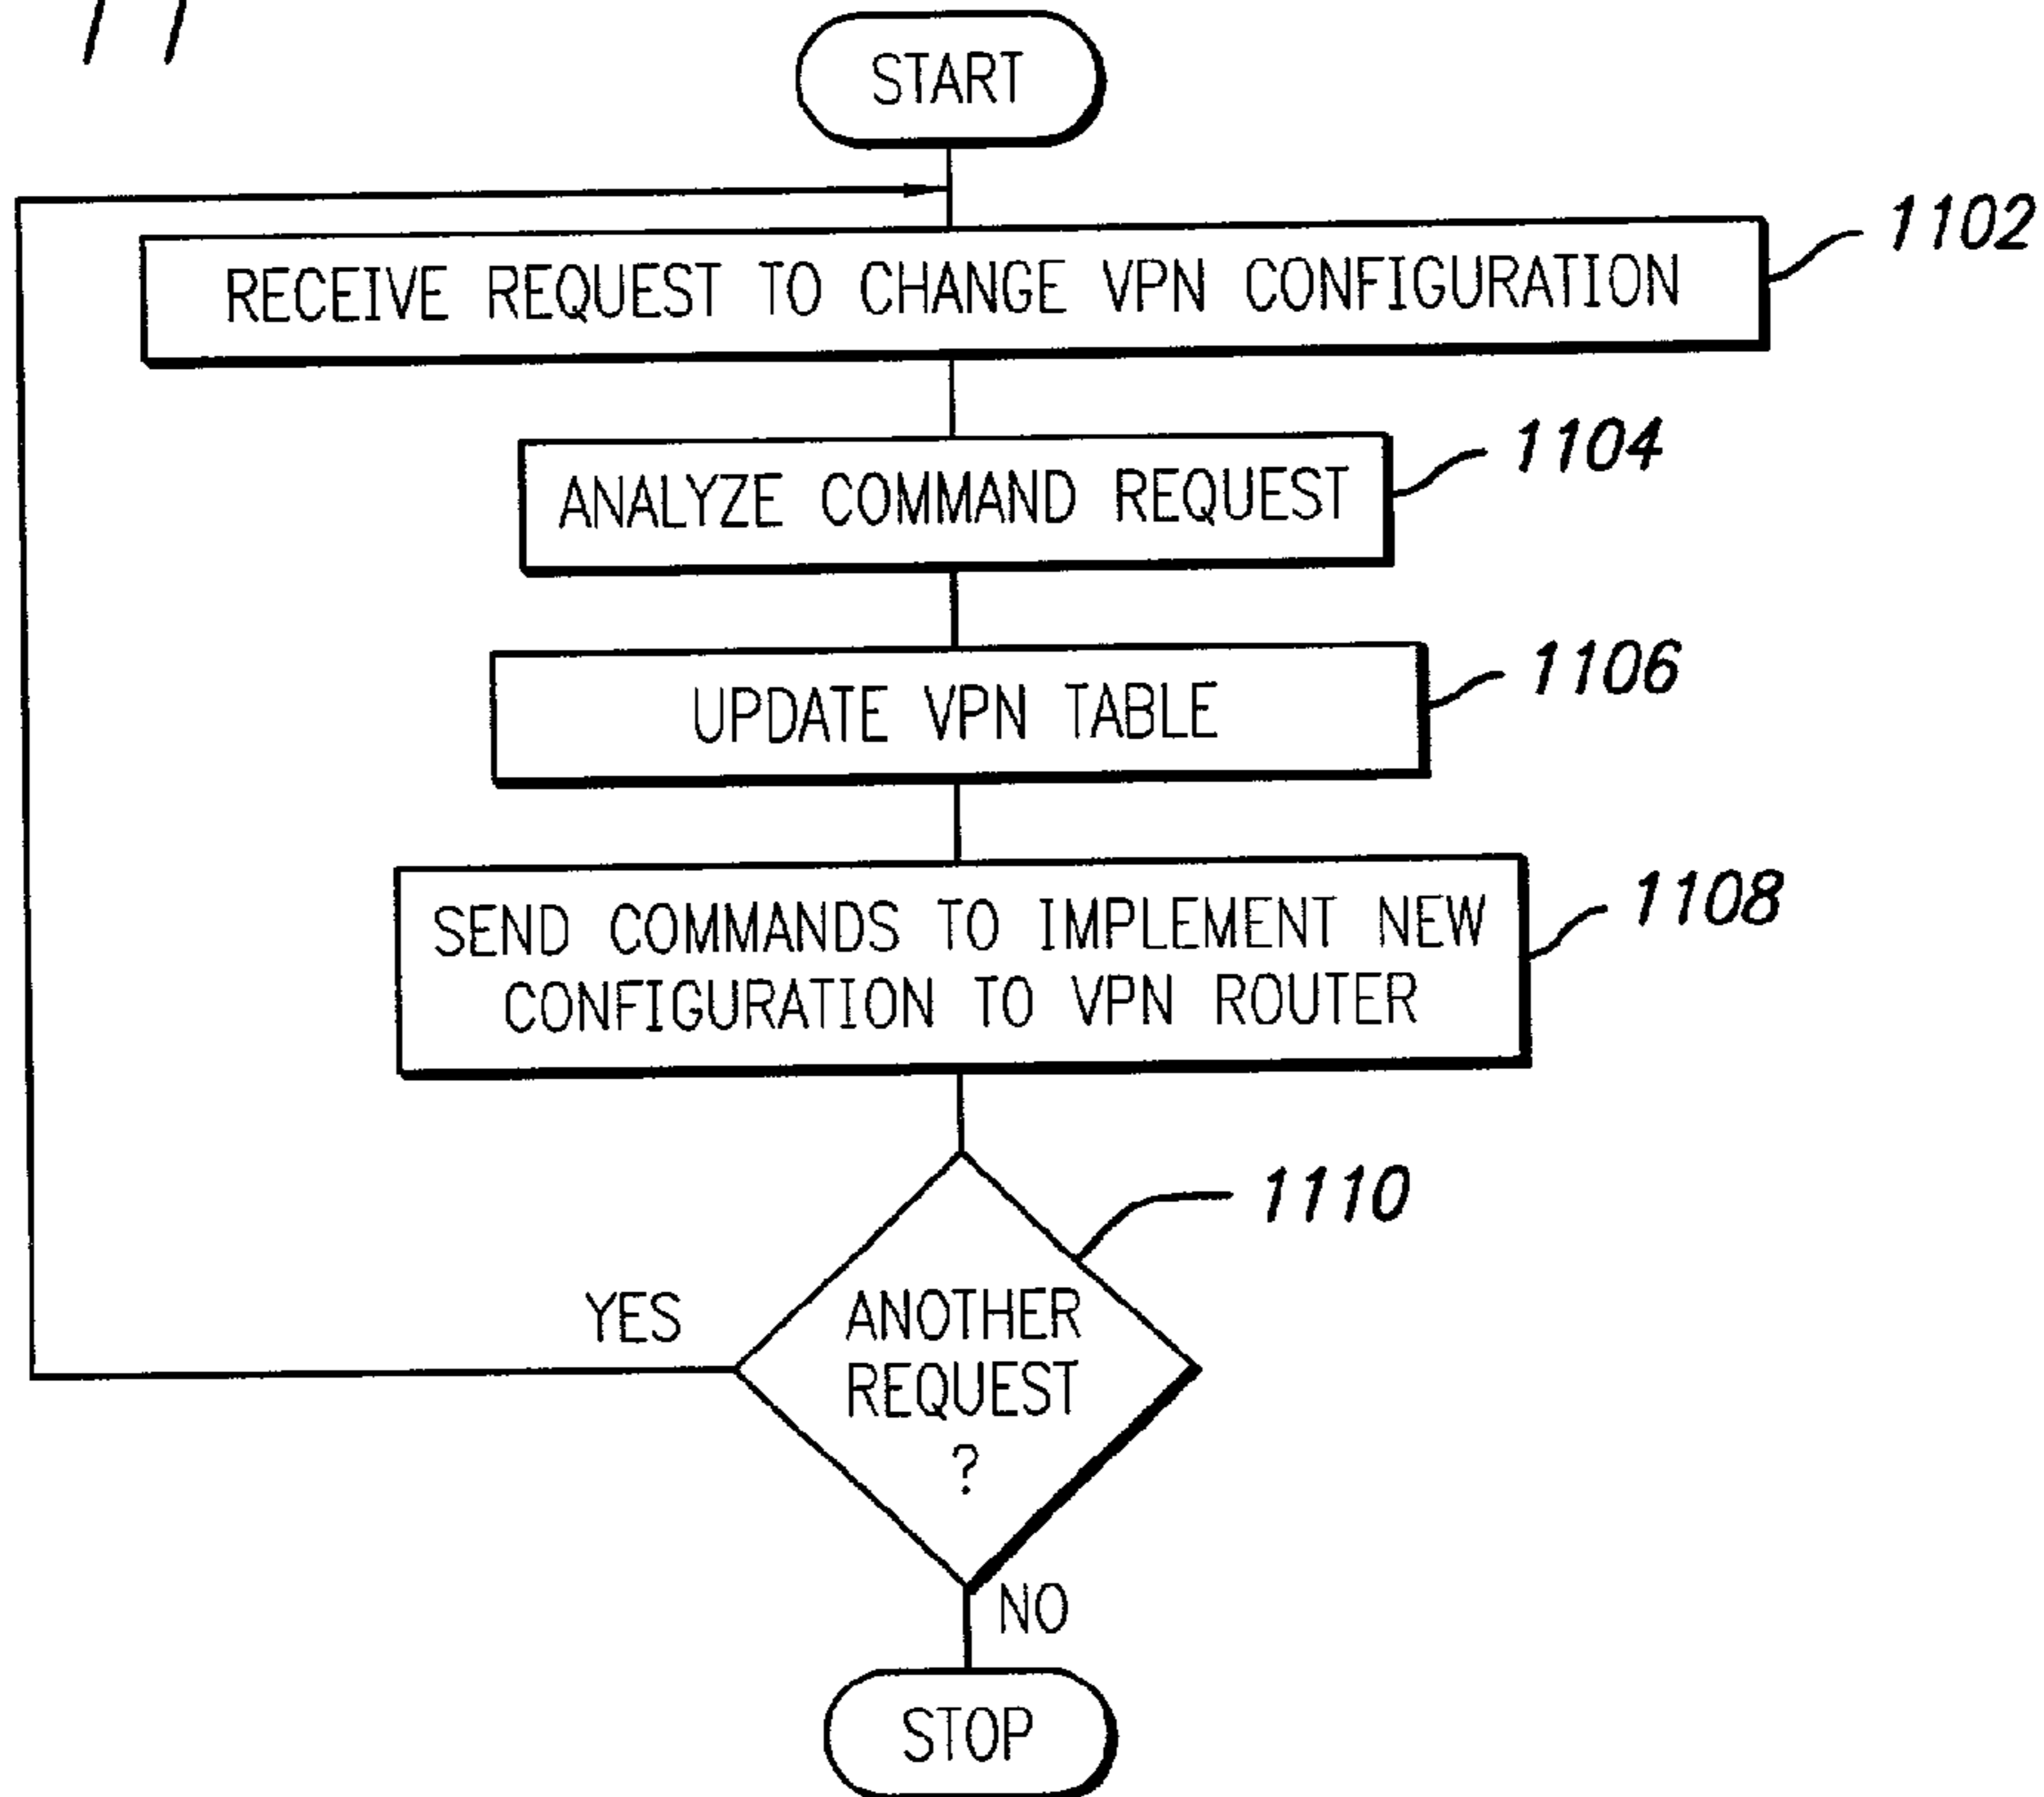 START
1102
RECEIVE REQUEST TO CHANGE VPN CONFIGURATION
1104
ANALYZE COMMAND REQUEST
1106
UPDATE VPN TABLE
1108
SEND COMMANDS TO IMPLEMENT NEW
CONFIGURATION TO VPN ROUTER
1110
YES
ANOTHER
REQUEST
?
NO
STOP